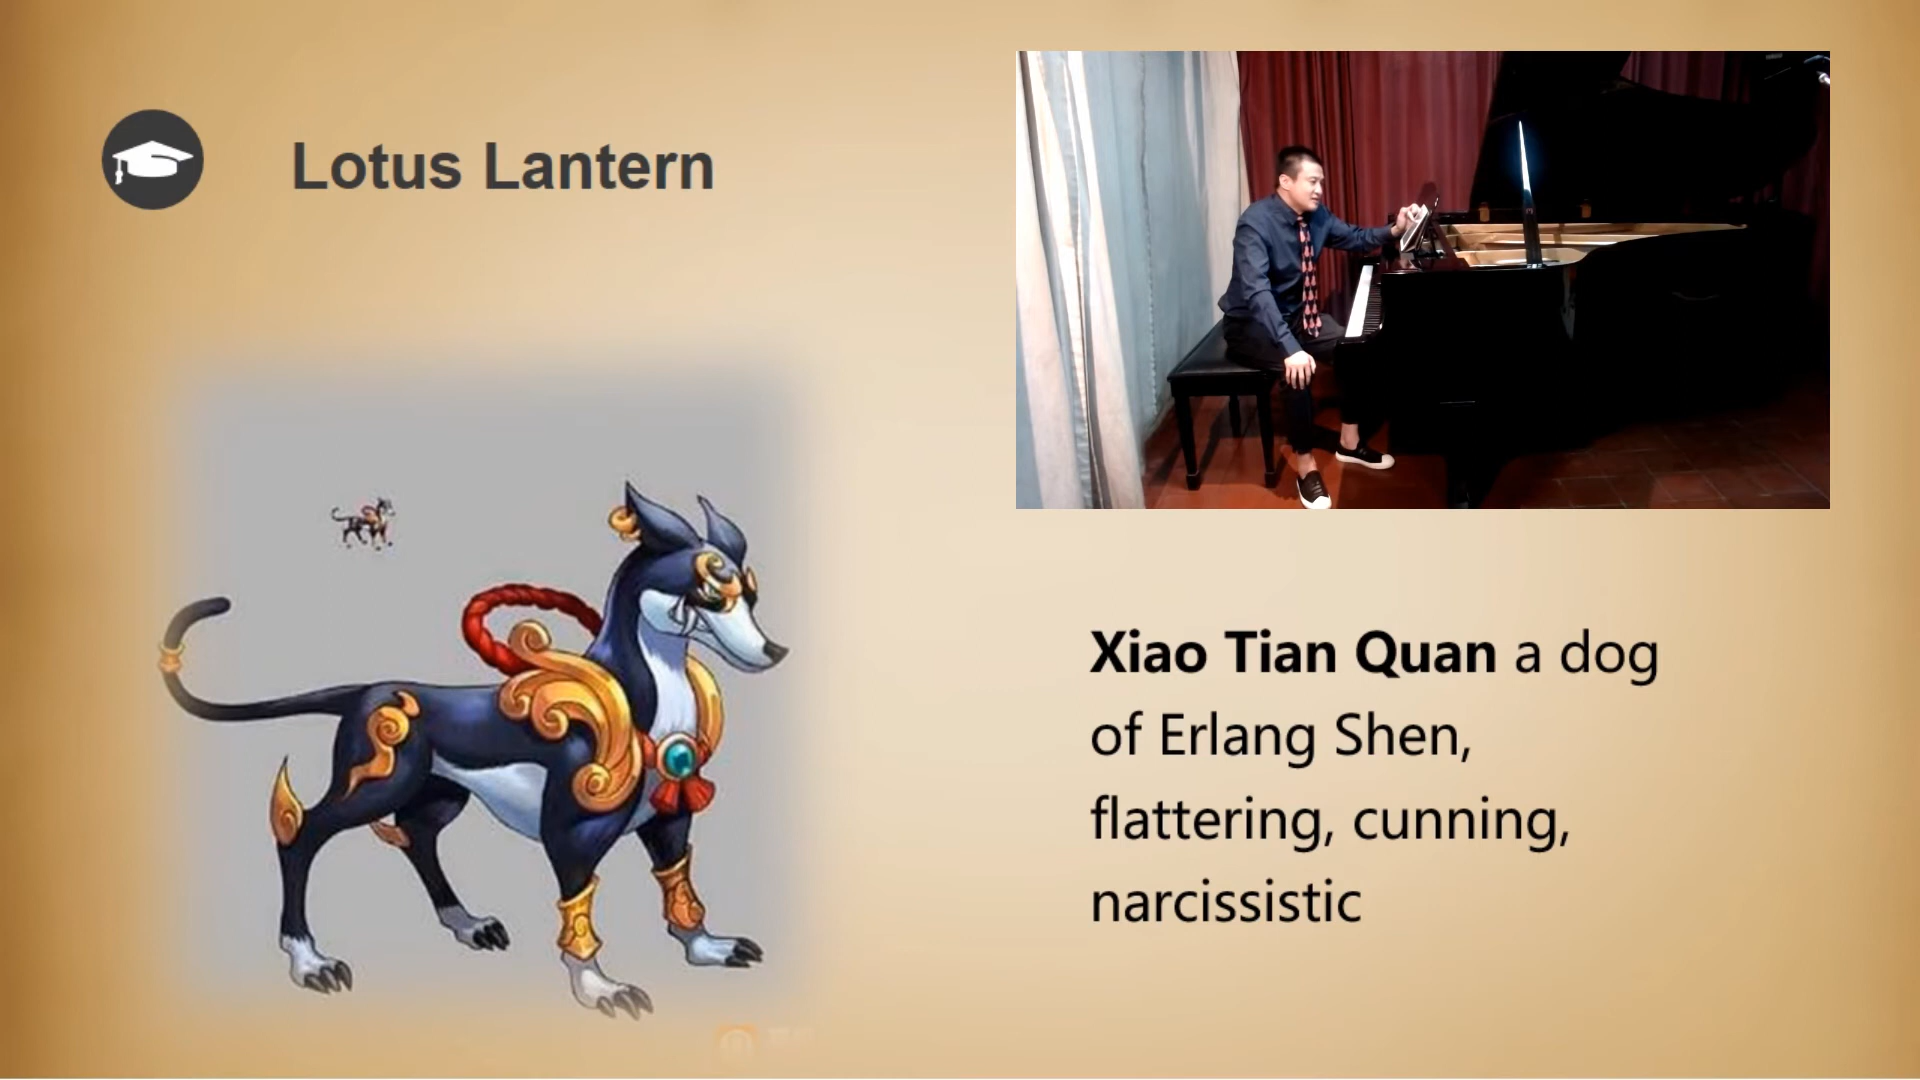 Lotus Lantern
Xiao Tian Quan a dog
of Erlang Shen,
flattering, cunning,
narcissistic